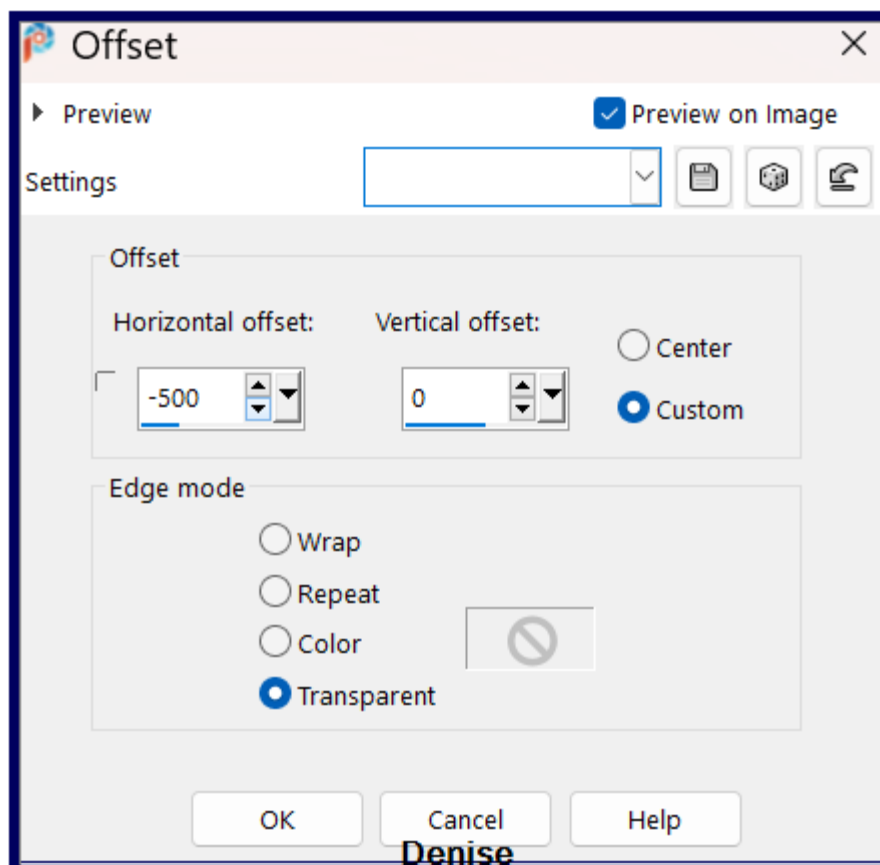 Offset
Preview
Preview on Image
Settings
Offset
Horizontal offset:
Vertical offset:
Center
-500
0
Custom
Edge mode
Wrap
Repeat
Color
Transparent
OK
Cancel
Help
Denise